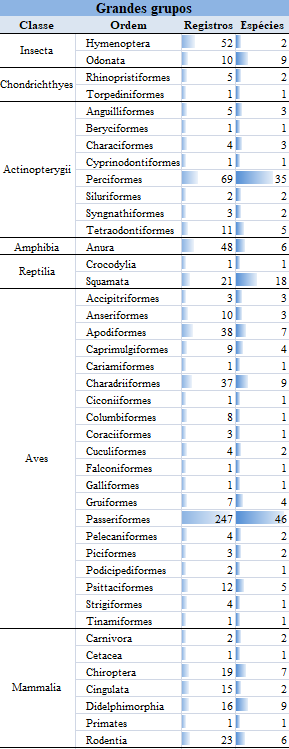 Grandes grupos
Classe Ordem Registros Espécies
Insecta Hymenoptera 52 2
Odonata 10 9
Chondrichthyes Rhinopristiformes 5 2
Torpediniformes 1 1
Actinopterygii Anguilliformes 5 3
Beryciformes 1 1
Characiformes 4 3
Cyprinodontiformes 1 1
Perciformes 69 35
Siluriformes 2 2
Syngnathiformes 3 2
Tetraodontiformes 11 5
Amphibia Anura 48 6
Reptilia Crocodylia 1 1
Squamata 21 18
Aves Accipitriformes 3 3
Anseriformes 10 3
Apodiformes 38 7
Caprimulgiformes 9 4
Cariamiformes 1 1
Charadriiformes 37 9
Ciconiiformes 1 1
Columbiformes 8 1
Coraciiformes 3 1
Cuculiformes 4 2
Falconiformes 1 1
Galliformes 1 1
Gruiformes 7 4
Passeriformes 247 46
Pelecaniformes 4 2
Piciformes 3 2
Podicipediformes 2 1
Psittaciformes 12 5
Strigiformes 4 1
Tinamiformes 1 1
Mammalia Carnivora 2 2
Cetacea 1 1
Chiroptera 19 7
Cingulata 15 2
Didelphimorphia 16 9
Primates 1 1
Rodentia 23 6